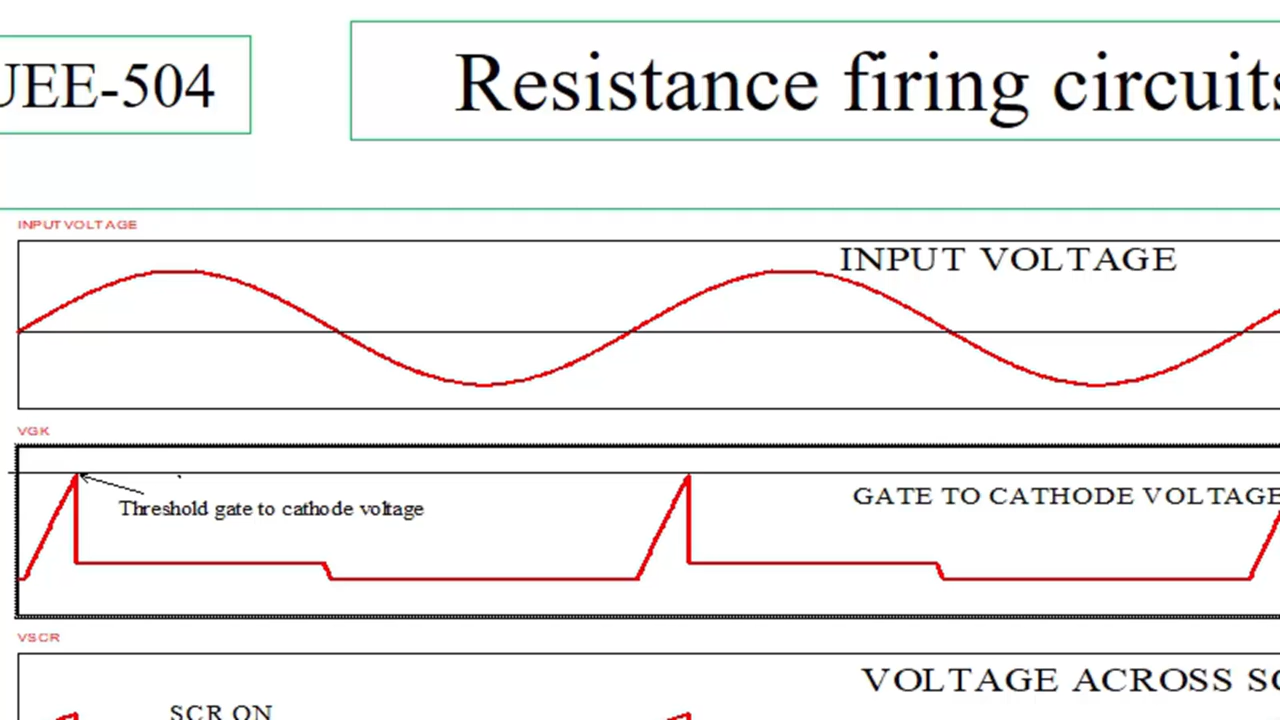 UEE-504
Resistance firing circuits
INPUT VOLTAGE
INPUT VOLTAGE
VGK
Threshold gate to cathode voltage
GATE TO CATHODE VOLTAGE
VSCR
VOLTAGE ACROSS SC
SCR ON